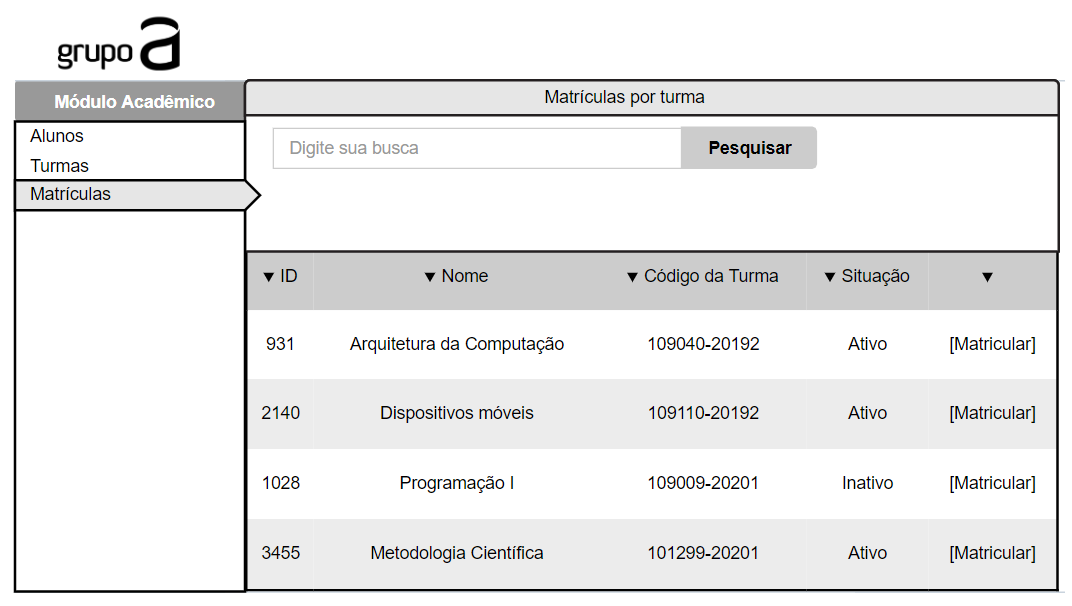 grupo a
Módulo Acadêmico
Alunos
Turmas
Matrículas
Matrículas por turma
Digite sua busca Pesquisar
▼ ID ▼ Nome ▼ Código da Turma ▼ Situação ▼
931 Arquitetura da Computação 109040-20192 Ativo [Matricular]
2140 Dispositivos móveis 109110-20192 Ativo [Matricular]
1028 Programação I 109009-20201 Inativo [Matricular]
3455 Metodologia Científica 101299-20201 Ativo [Matricular]